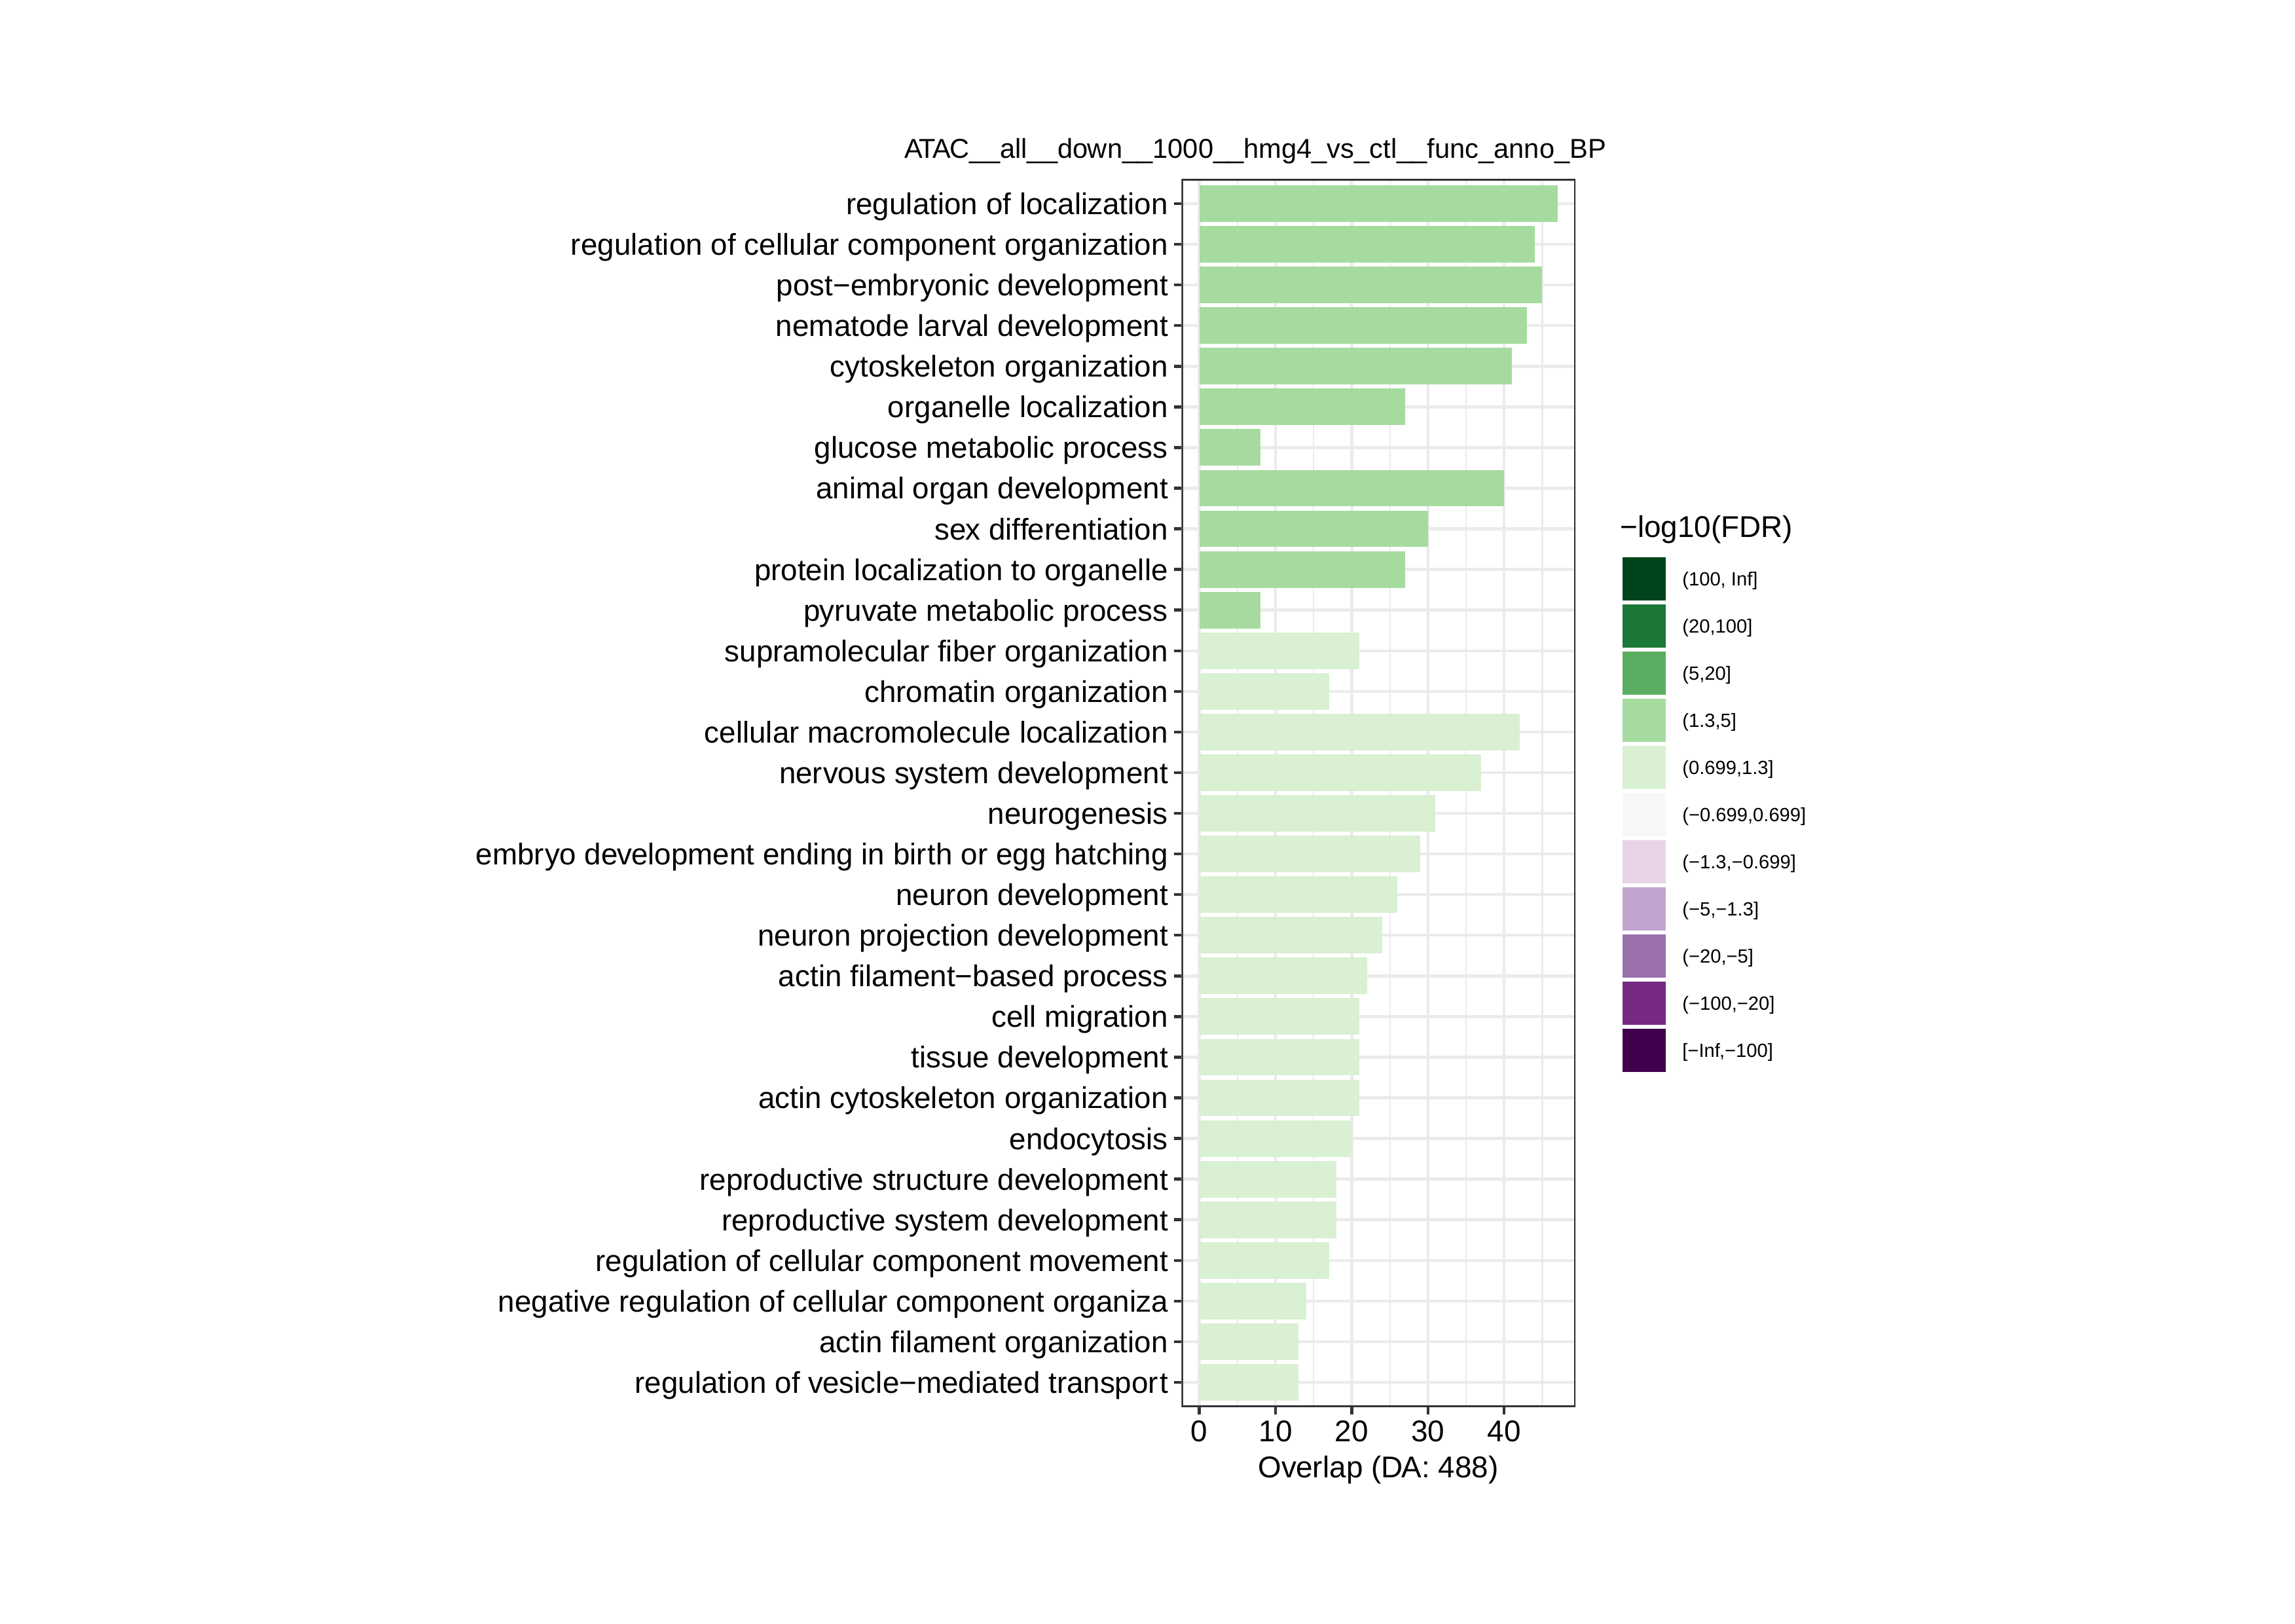 ATAC__all__down__1000__hmg4_vs_ctl__func_anno_BP
regulation of localization
regulation of cellular component organization
post−embryonic development
nematode larval development
cytoskeleton organization
organelle localization
glucose metabolic process
animal organ development
sex differentiation
protein localization to organelle
pyruvate metabolic process
supramolecular fiber organization
chromatin organization
cellular macromolecule localization
nervous system development
neurogenesis
embryo development ending in birth or egg hatching
neuron development
neuron projection development
actin filament−based process
cell migration
tissue development
actin cytoskeleton organization
endocytosis
reproductive structure development
reproductive system development
regulation of cellular component movement
negative regulation of cellular component organiza
actin filament organization
regulation of vesicle−mediated transport
0 10 20 30 40
Overlap (DA: 488)
−log10(FDR)
(100, Inf]
(20,100]
(5,20]
(1.3,5]
(0.699,1.3]
(−0.699,0.699]
(−1.3,−0.699]
(−5,−1.3]
(−20,−5]
(−100,−20]
[−Inf,−100]